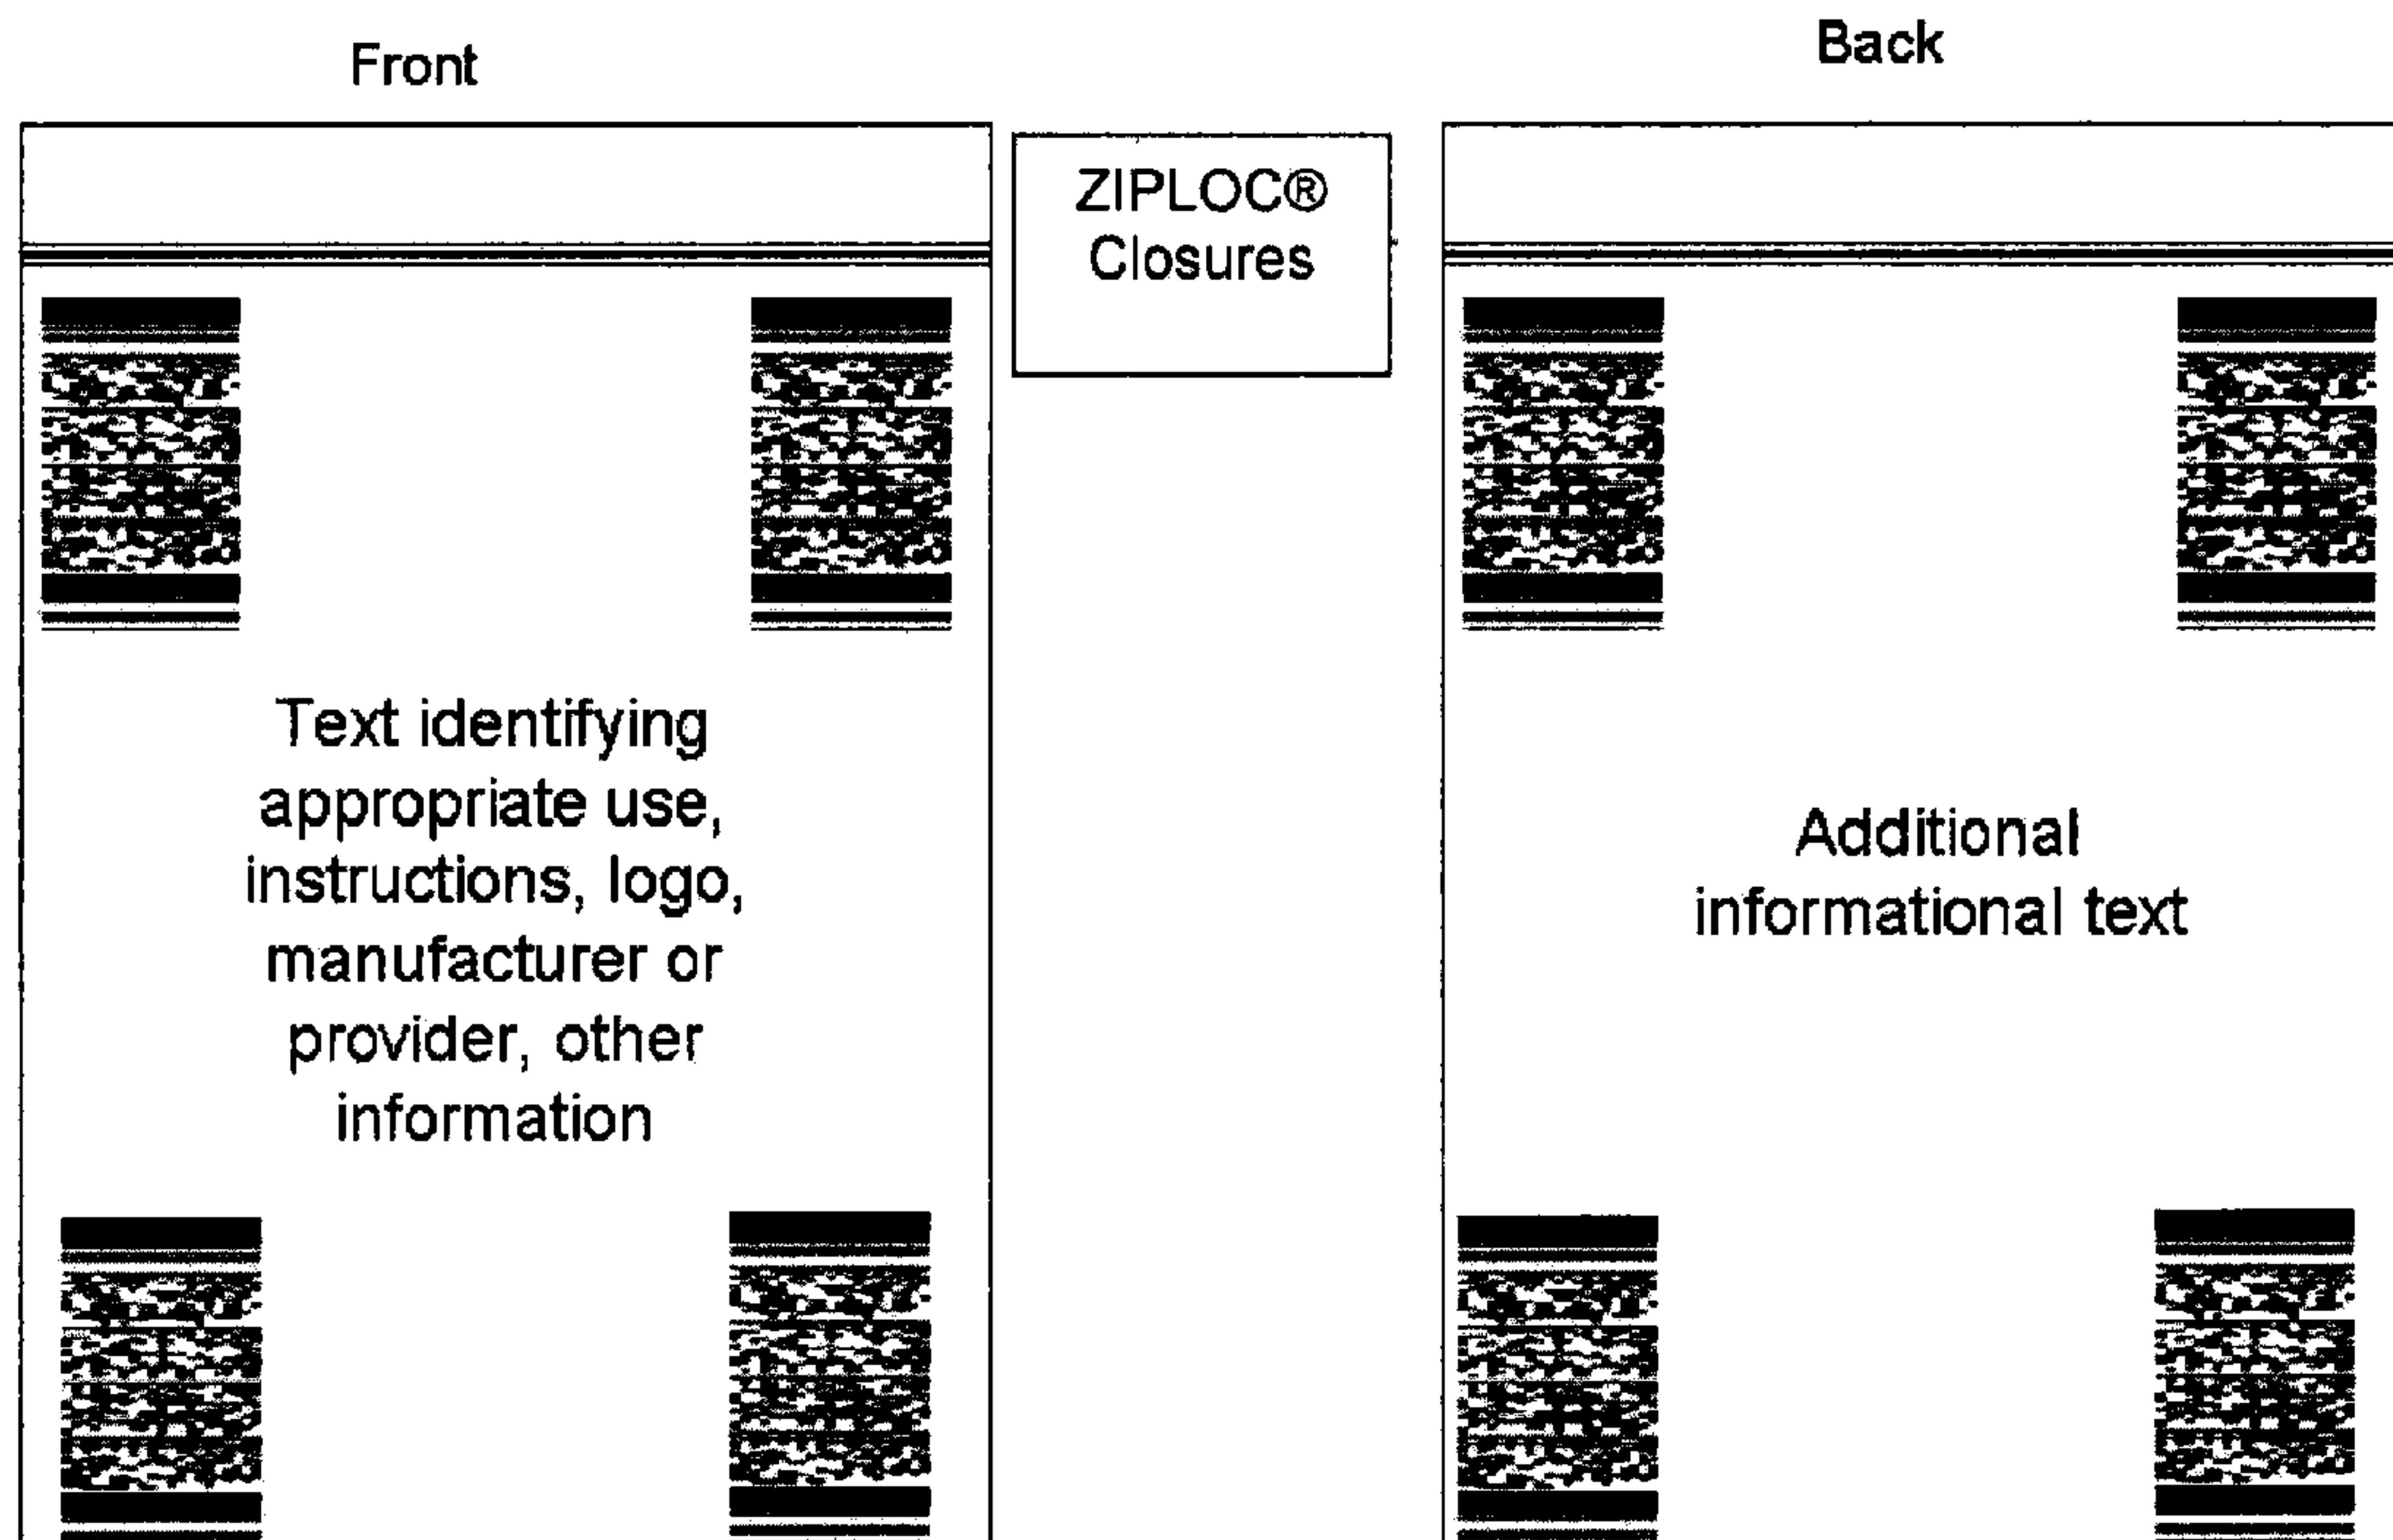 Front
Back
ZIPLOC®
Closures
Text identifying
appropriate use,
instructions, logo,
manufacturer or
provider, other
information
Additional
informational text